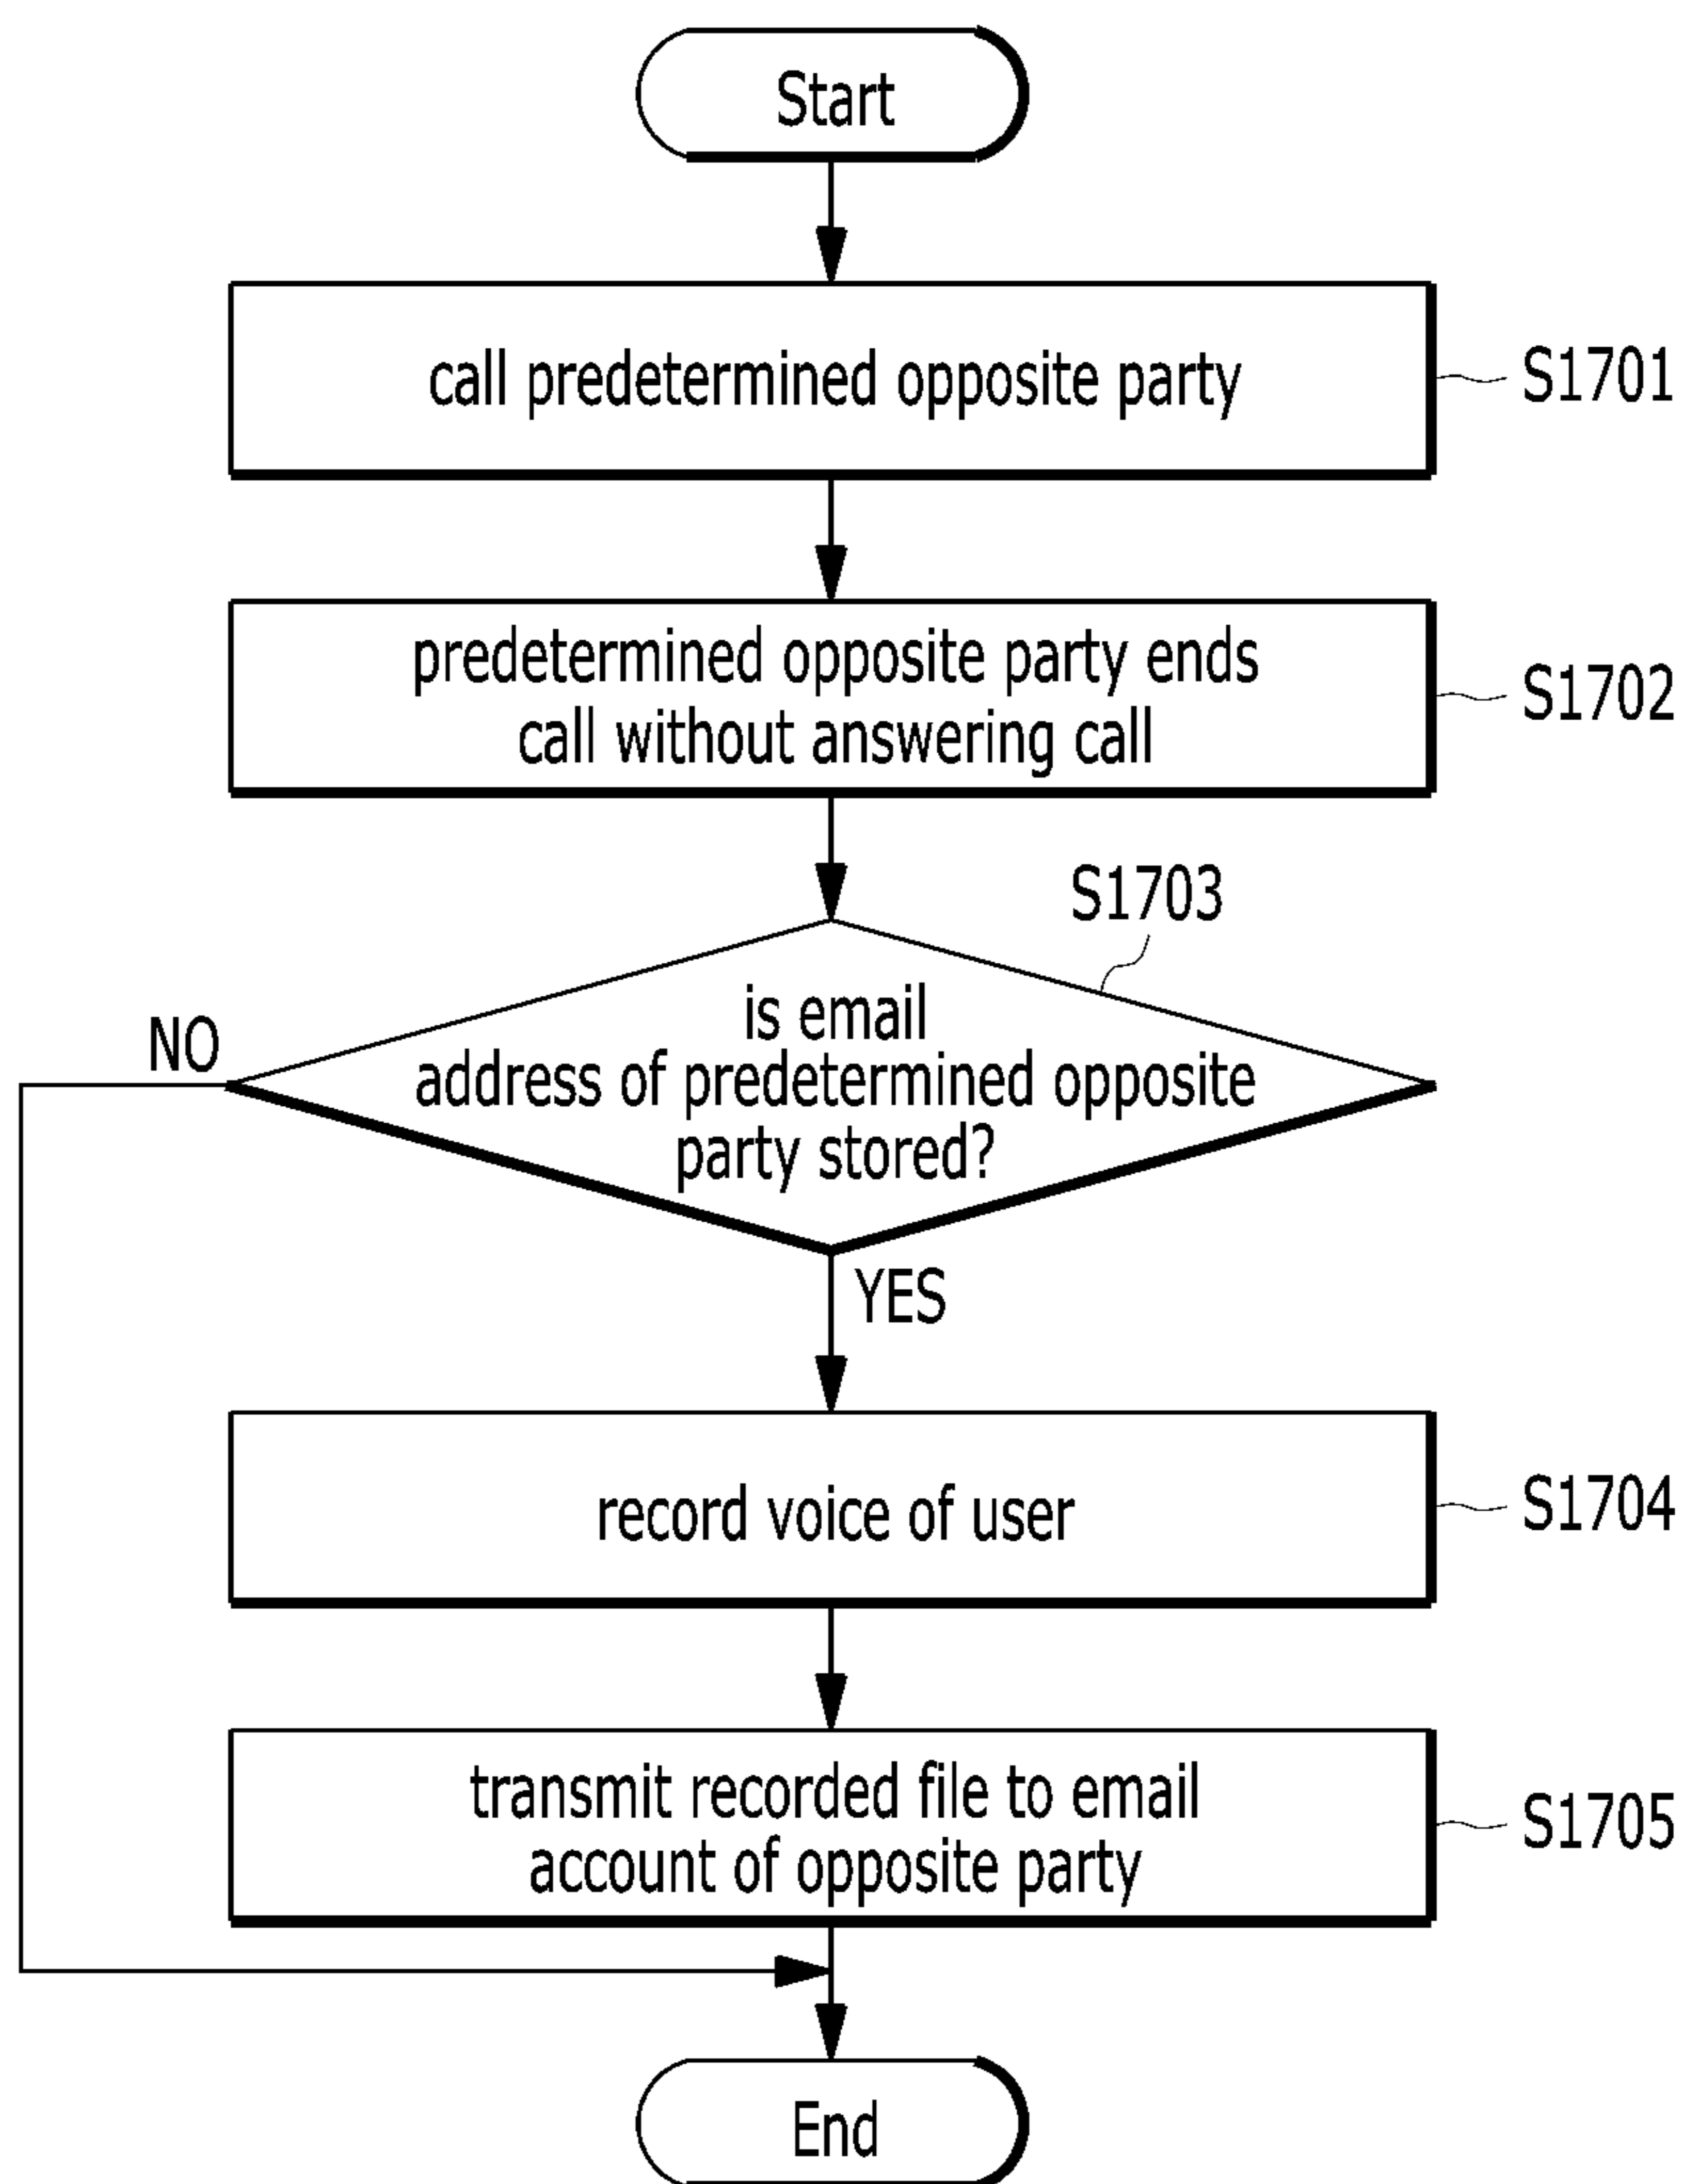 Start
call predetermined opposite party
S1701
predetermined opposite party ends
call without answering call
S1702
S1703
is email
address of predetermined opposite
party stored?
NO
YES
record voice of user
S1704
transmit recorded file to email
account of opposite party
S1705
End